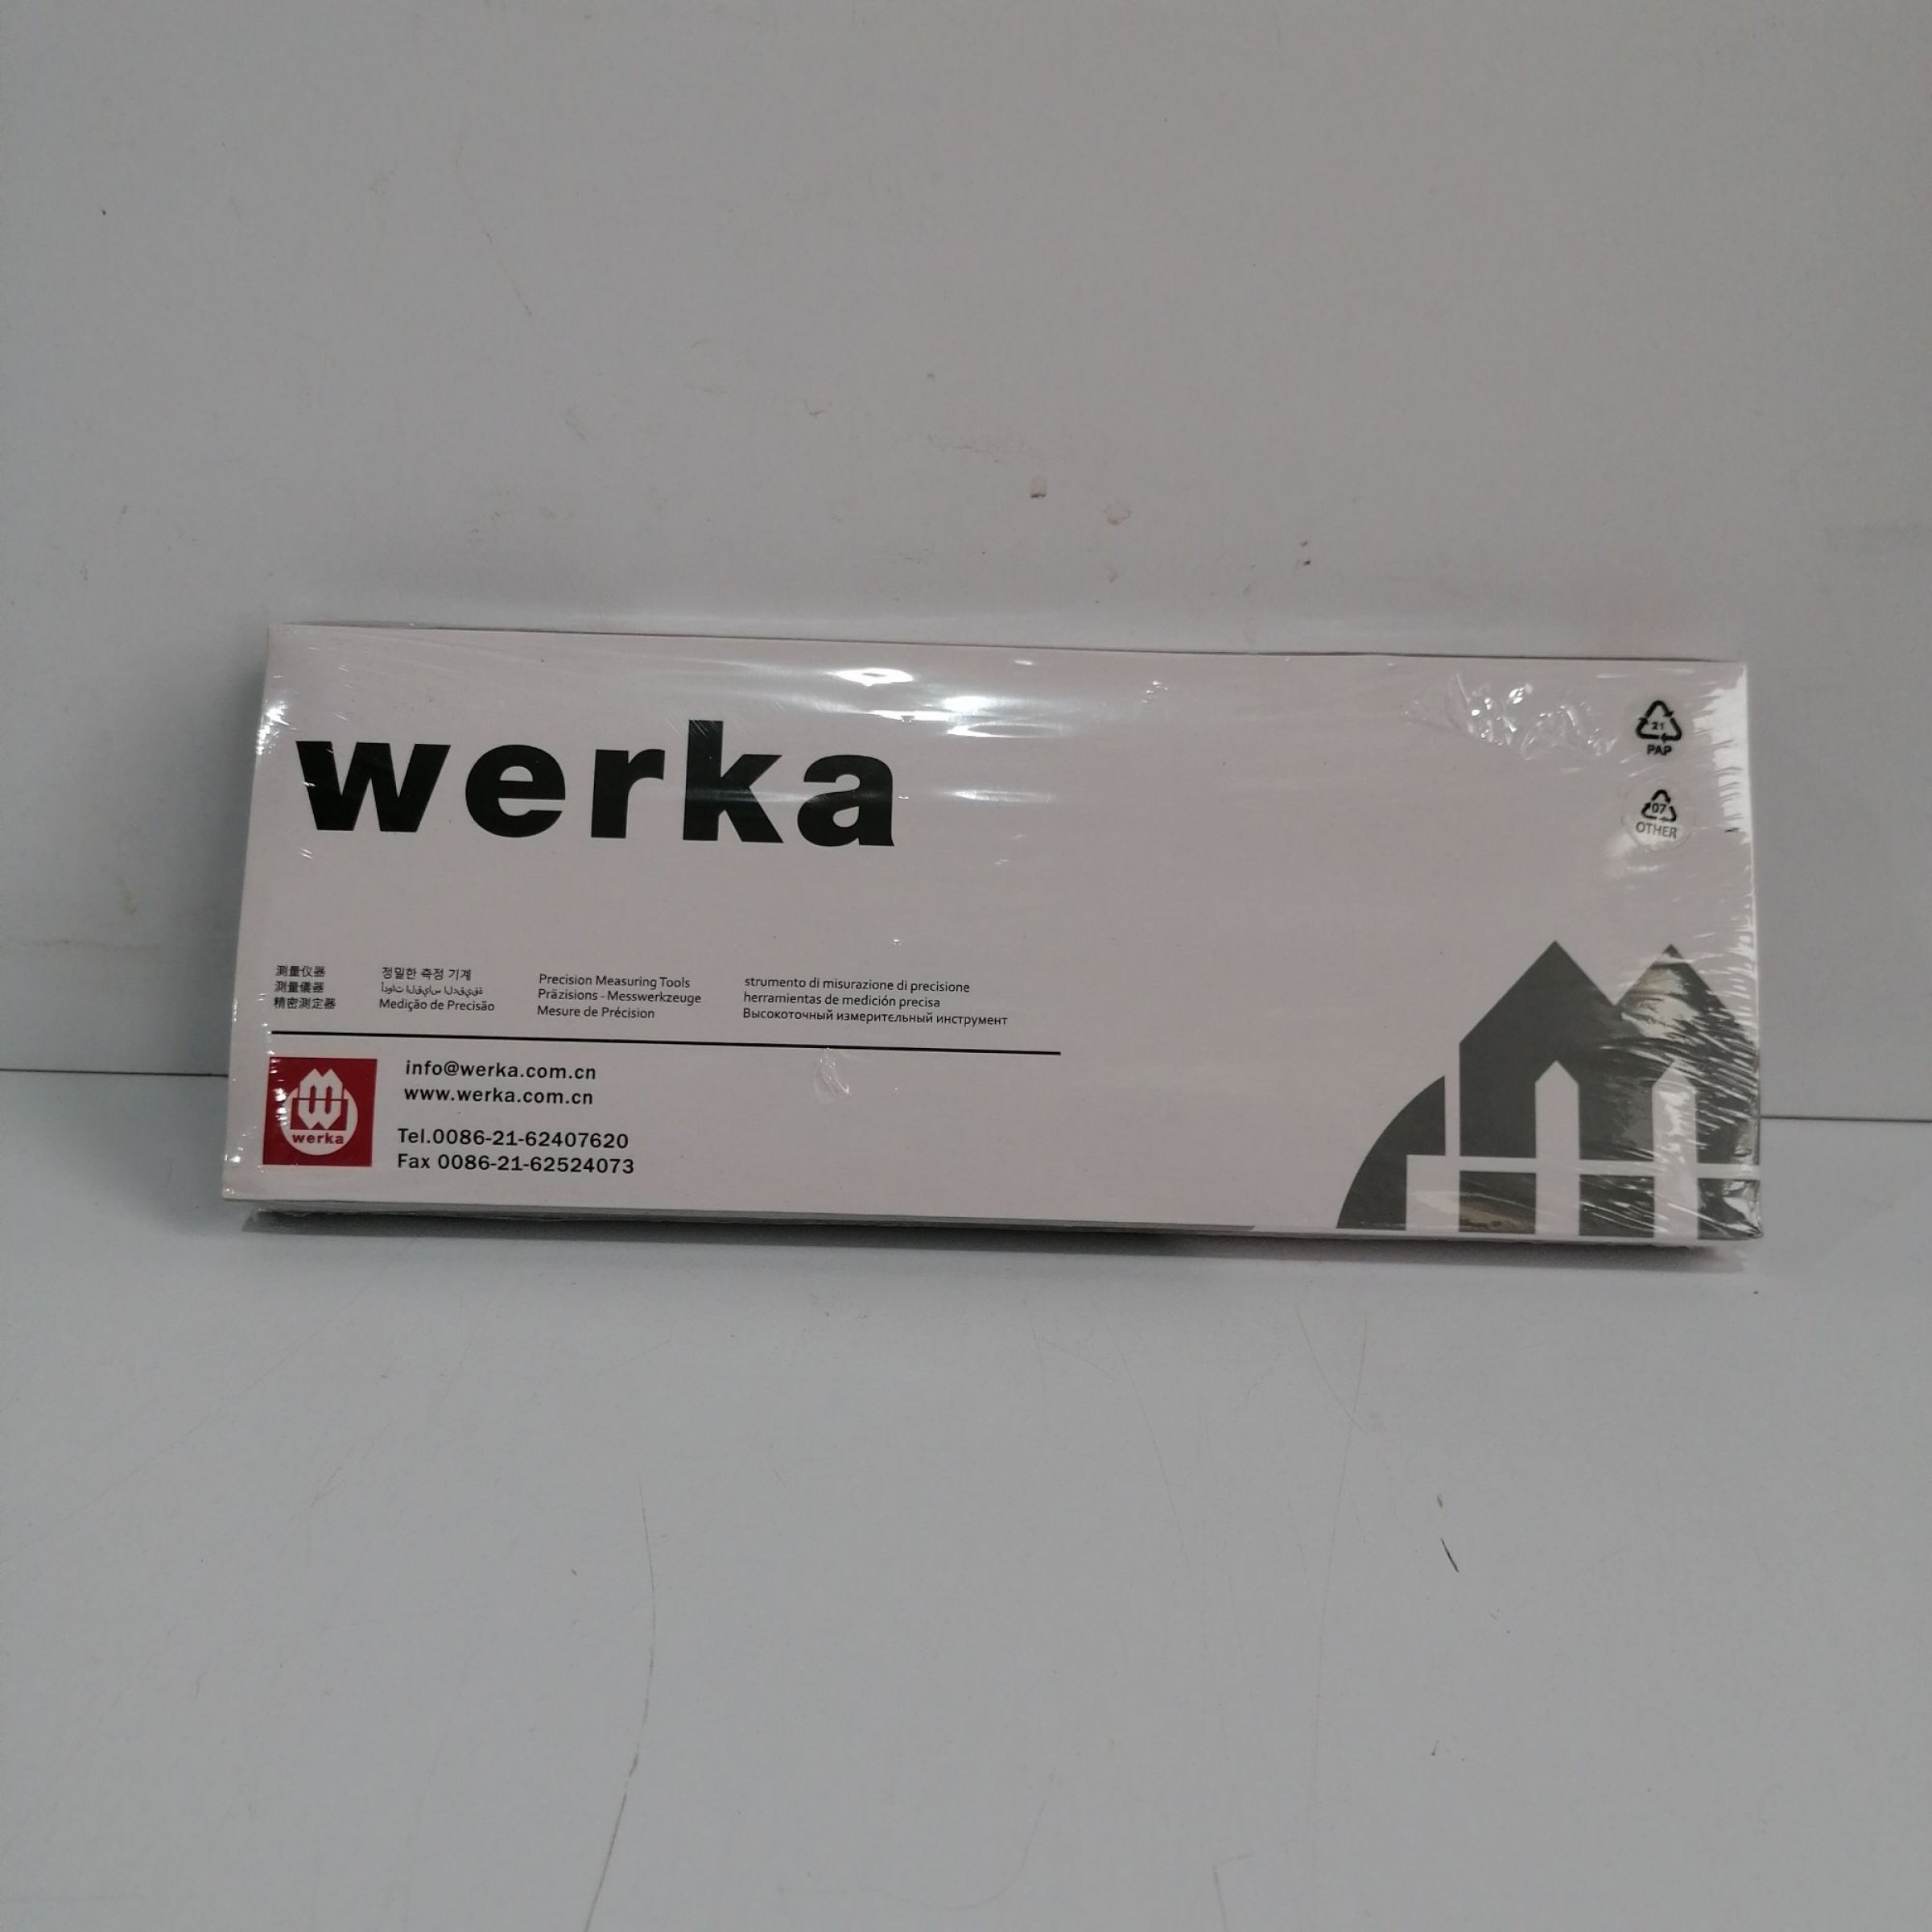 werka
21
PAP
07
OTHER
测量仪器
測量儀器
精密測定器
정밀한 측정 기계
أدوات القياس الدقيقة
Medição de Precisão
Precision Measuring Tools
Präzisions - Messwerkzeuge
Mesure de Précision
strumento di misurazione di precisione
herramientas de medición precisa
Высокоточный измерительный инструмент
werka
info@werka.com.cn
www.werka.com.cn
Tel.0086-21-62407620
Fax 0086-21-62524073